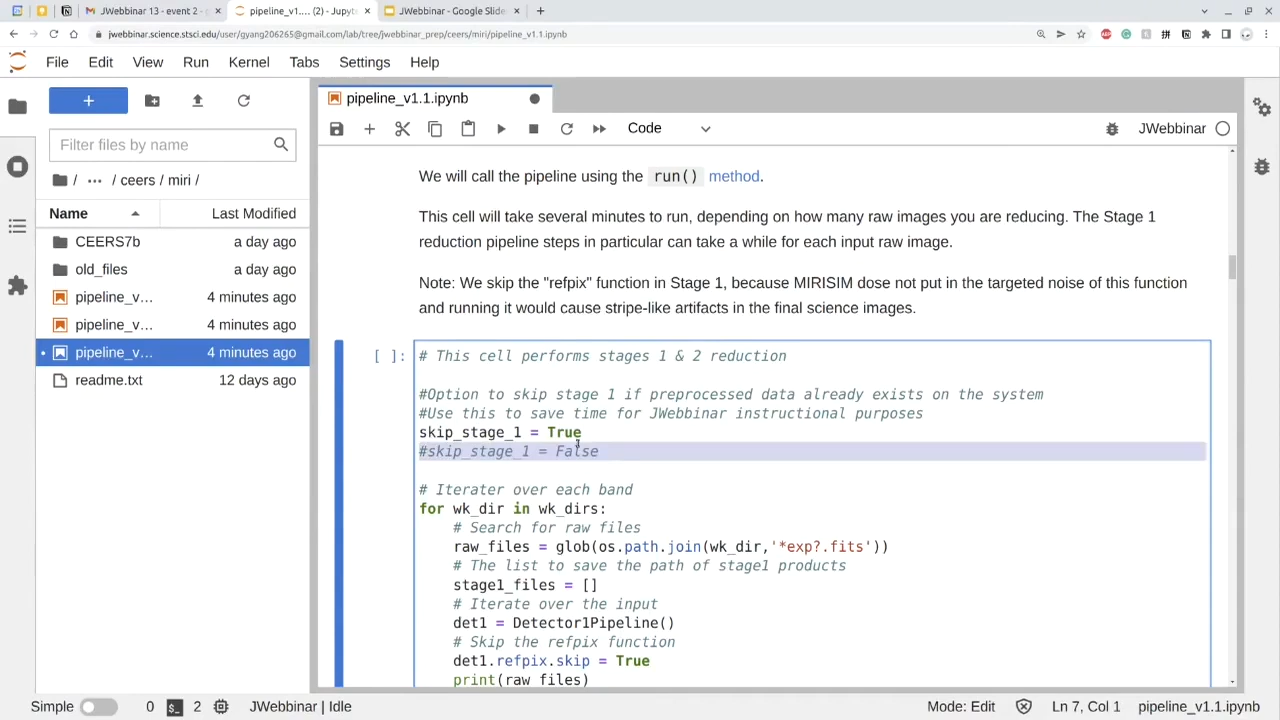 JWebbinar 13 - event 2 -
pipeline_v1.... (2) - Jupyt
JWebbinar - Google Slide
jwebbinar.science.stsci.edu/user/gyang206265@gmail.com/lab/tree/jwebbinar_prep/ceers/miri/pipeline_v1.1.ipynb
File Edit View Run Kernel Tabs Settings Help
pipeline_v1.1.ipynb
Code
JWebbinar
Filter files by name
/ ... / ceers / miri /
Name Last Modified
CEERS7b a day ago
old_files a day ago
pipeline_v... 4 minutes ago
pipeline_v... 4 minutes ago
pipeline_v... 4 minutes ago
readme.txt 12 days ago
We will call the pipeline using the run() method.
This cell will take several minutes to run, depending on how many raw images you are reducing. The Stage 1
reduction pipeline steps in particular can take a while for each input raw image.
Note: We skip the "refpix" function in Stage 1, because MIRISIM dose not put in the targeted noise of this function
and running it would cause stripe-like artifacts in the final science images.
[ ]: # This cell performs stages 1 & 2 reduction
#Option to skip stage 1 if preprocessed data already exists on the system
#Use this to save time for JWebbinar instructional purposes
skip_stage_1 = True
#skip_stage_1 = False
# Iterater over each band
for wk_dir in wk_dirs:
# Search for raw files
raw_files = glob(os.path.join(wk_dir,'*exp?.fits'))
# The list to save the path of stage1 products
stage1_files = []
# Iterate over the input
det1 = Detector1Pipeline()
# Skip the refpix function
det1.refpix.skip = True
print(raw files)
Simple 0 2 JWebbinar | Idle Mode: Edit Ln 7, Col 1 pipeline_v1.1.ipynb